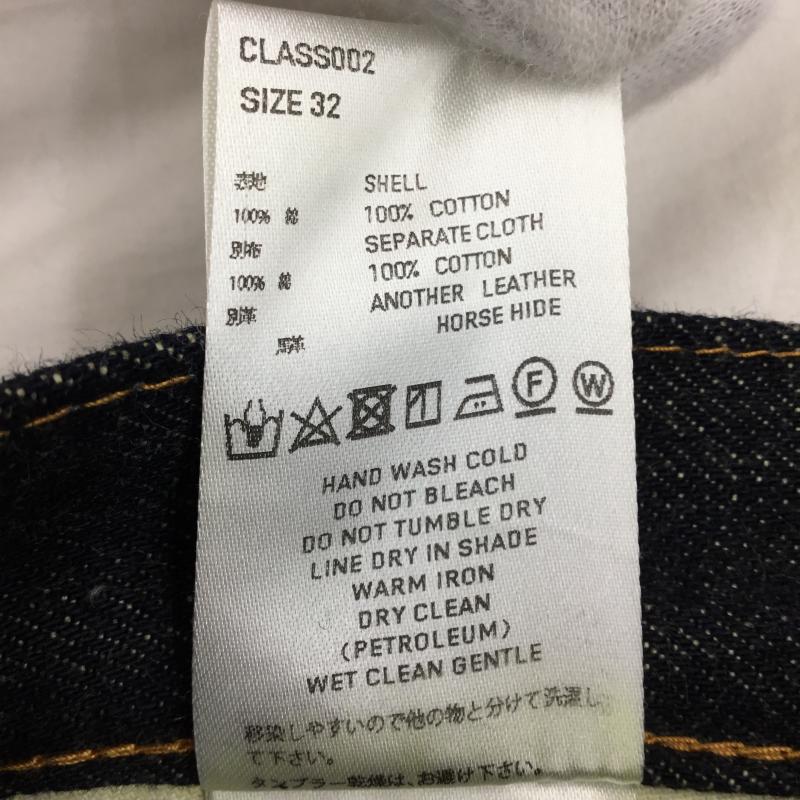 CLASS002
SIZE 32
表地 SHELL
100% 綿 100% COTTON
別布 SEPARATE CLOTH
100% 綿 100% COTTON
別革 ANOTHER LEATHER
馬革 HORSE HIDE
F W
HAND WASH COLD
DO NOT BLEACH
DO NOT TUMBLE DRY
LINE DRY IN SHADE
WARM IRON
DRY CLEAN
(PETROLEUM)
WET CLEAN GENTLE
移染しやすいので他の物と分けて洗濯し
て下さい。
タンブラー乾燥は、お避け下さい。